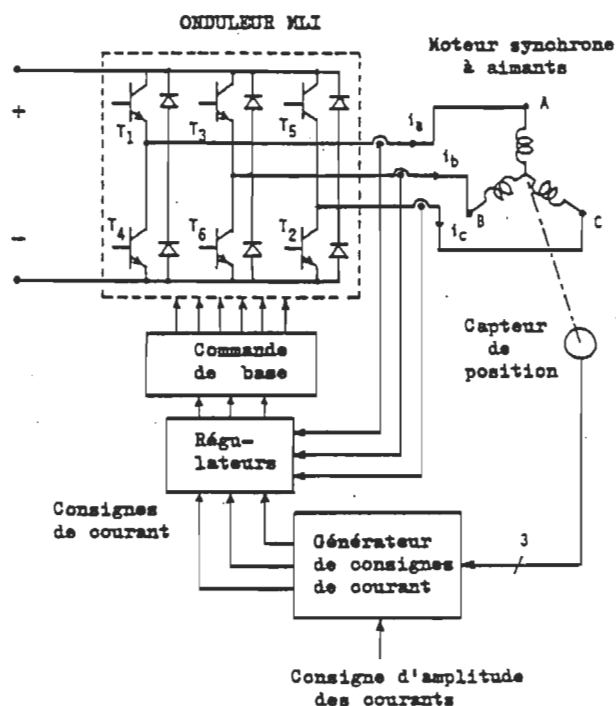 ONDULEUR MLI
Moteur synchrone
à aimants
+
-
T1
T3
T5
T4
T6
T2
ia
ib
ic
A
B
C
Capteur
de
position
Commande
de base
Régu-
lateurs
Consignes
de courant
Générateur
de consignes
de courant
3
Consigne d'amplitude
des courants